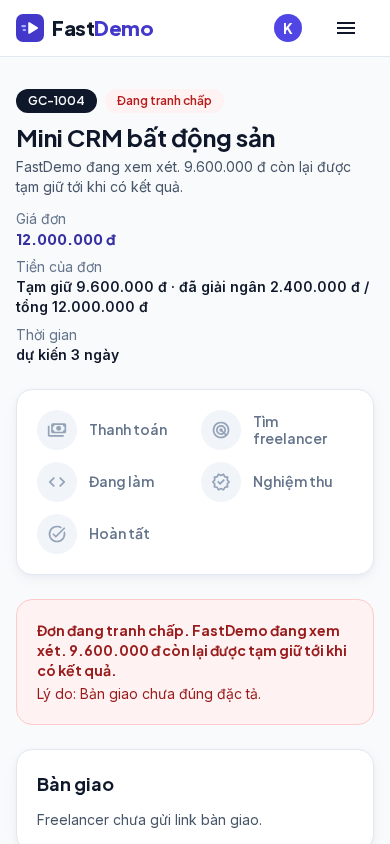 FastDemo
K
GC-1004
Đang tranh chấp
Mini CRM bất động sản
FastDemo đang xem xét. 9.600.000 đ còn lại được
tạm giữ tới khi có kết quả.
Giá đơn
12.000.000 đ
Tiền của đơn
Tạm giữ 9.600.000 đ · đã giải ngân 2.400.000 đ /
tổng 12.000.000 đ
Thời gian
dự kiến 3 ngày
Thanh toán
Tìm
freelancer
Đang làm
Nghiệm thu
Hoàn tất
Đơn đang tranh chấp. FastDemo đang xem
xét. 9.600.000 đ còn lại được tạm giữ tới khi
có kết quả.
Lý do: Bàn giao chưa đúng đặc tả.
Bàn giao
Freelancer chưa gửi link bàn giao.